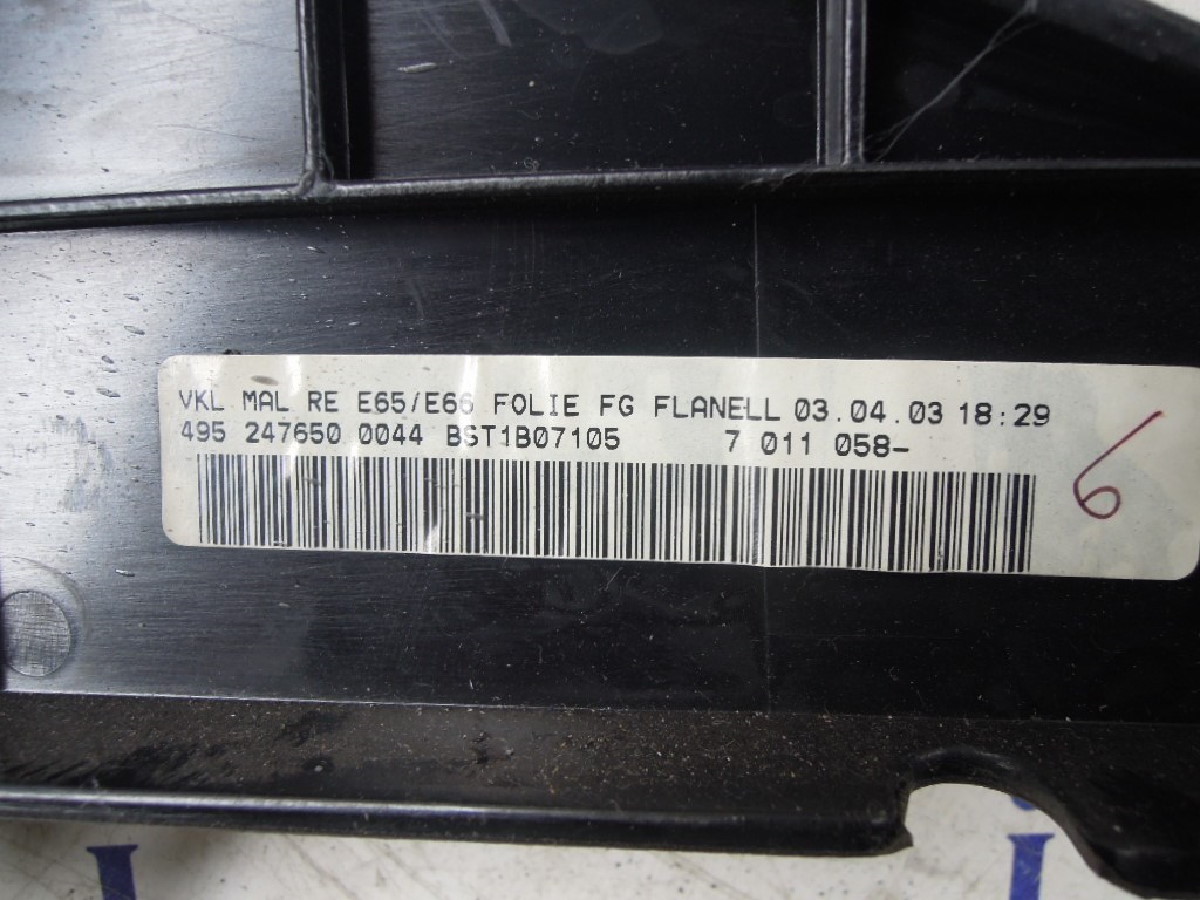 VKL MAL RE E65/E66 FOLIE FG FLANELL 03.04.03 18:29
495 247650 0044 BST1B07105 7 011 058-
6